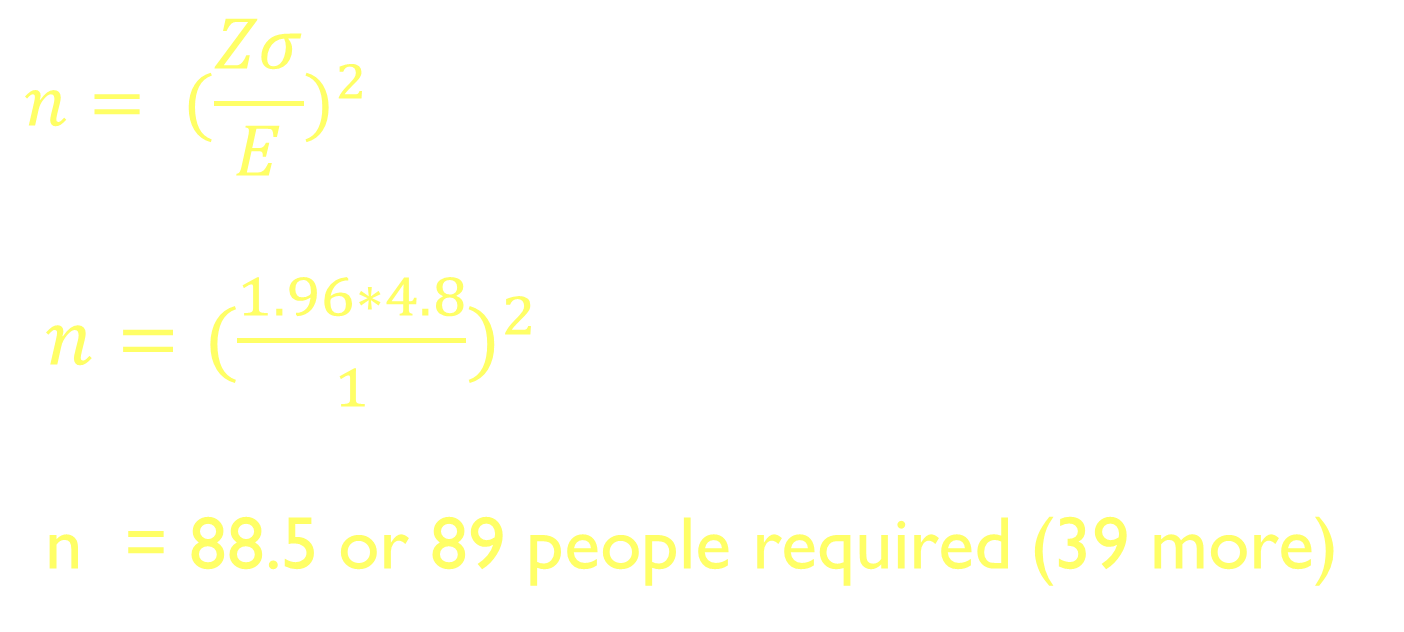 n = (Zσ/E)²
n = (1.96*4.8/1)²
n = 88.5 or 89 people required (39 more)